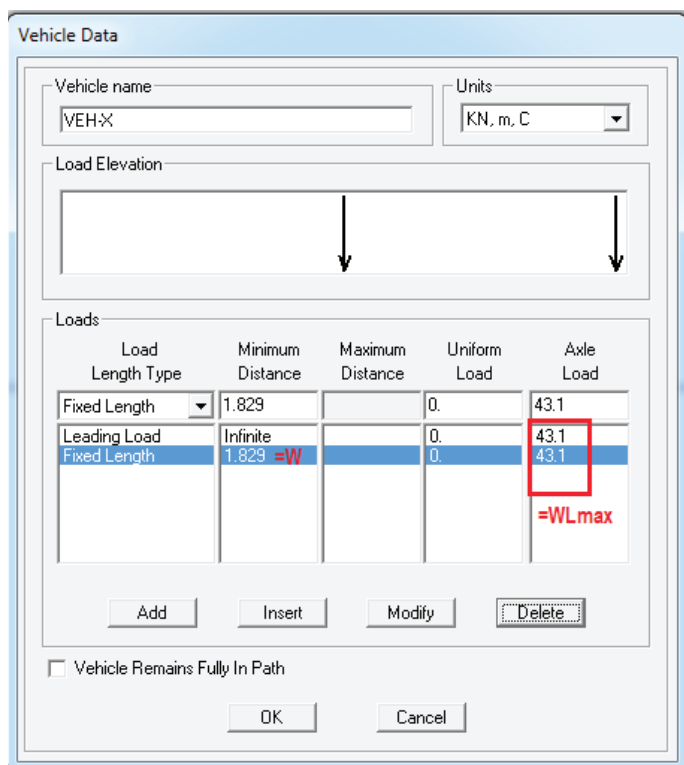 Vehicle Data
Vehicle name
Units
VEH-X
KN, m, C
Load Elevation
Loads
Load Minimum Maximum Uniform Axle
Length Type Distance Distance Load Load
Fixed Length 1.829 0. 43.1
Leading Load Infinite 0. 43.1
Fixed Length 1.829 =W 0. 43.1
=WLmax
Add Insert Modify Delete
Vehicle Remains Fully In Path
OK Cancel